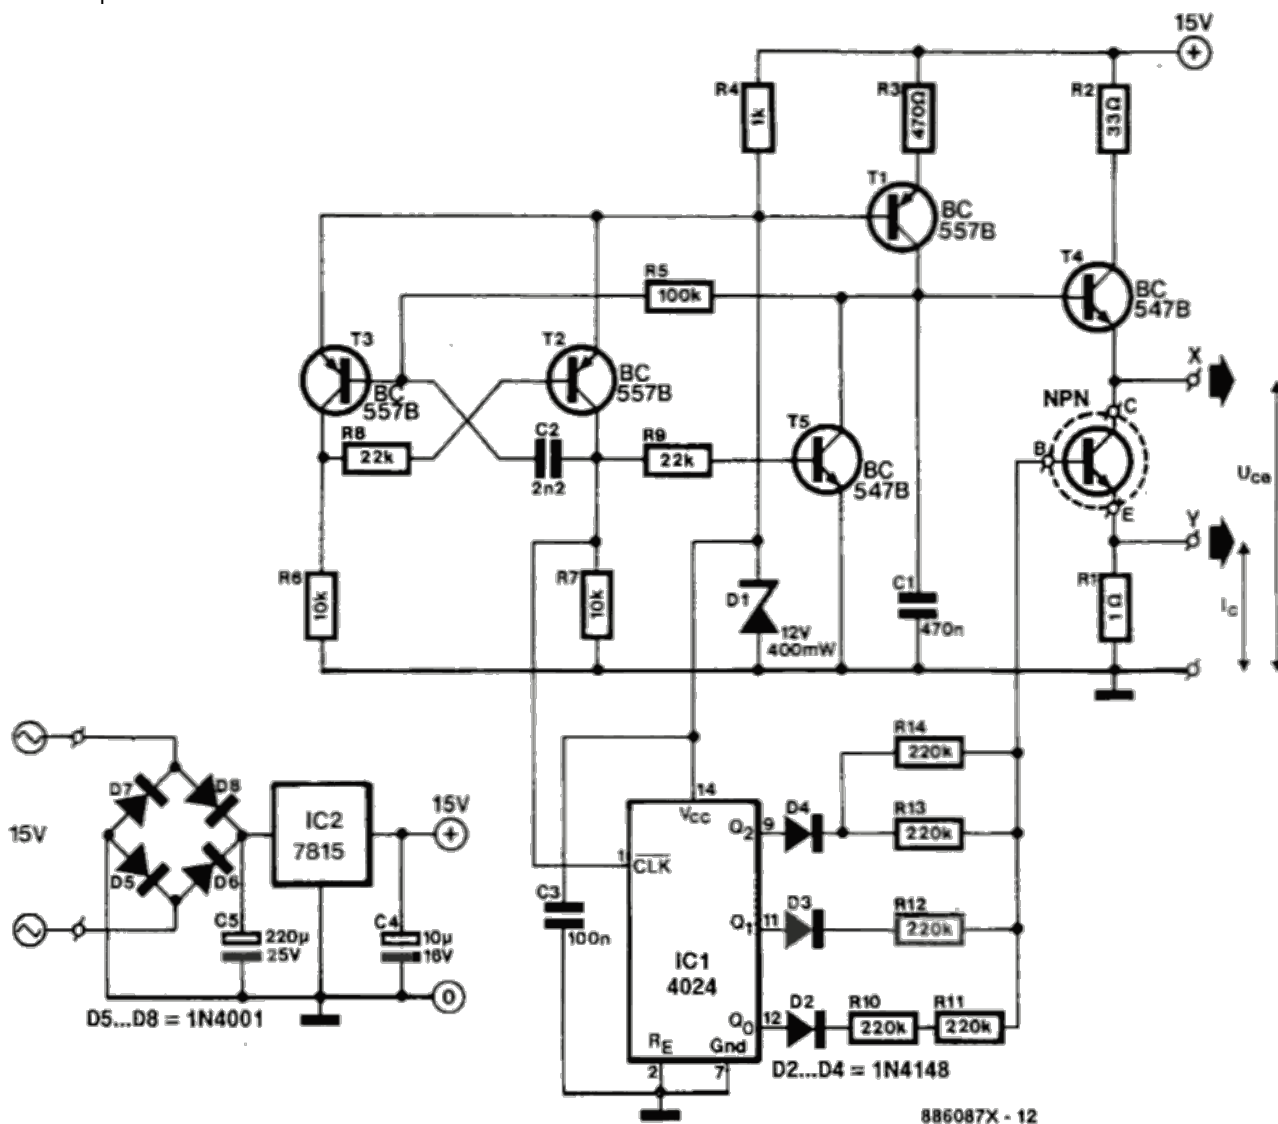 15V
+
R4
1k
R3
470Ω
R2
33Ω
T1
BC
557B
T4
BC
547B
R5
100k
T3
BC
557B
T2
BC
557B
X
NPN
C
B
E
Uce
R8
22k
C2
2n2
R9
22k
T5
BC
547B
Y
R6
10k
R7
10k
D1
12V
400mW
C1
470n
R1
1Ω
Ic
15V
D7
D8
D5
D6
IC2
7815
15V
+
C5
220µ
25V
C4
10µ
16V
0
D5...D8 = 1N4001
14
VCC
1
CLK
C3
100n
IC1
4024
Q2
9
D4
R14
220k
R13
220k
Q1
11
D3
R12
220k
Q0
12
D2
R10
220k
R11
220k
RE
Gnd
2
7
D2...D4 = 1N4148
886087X - 12